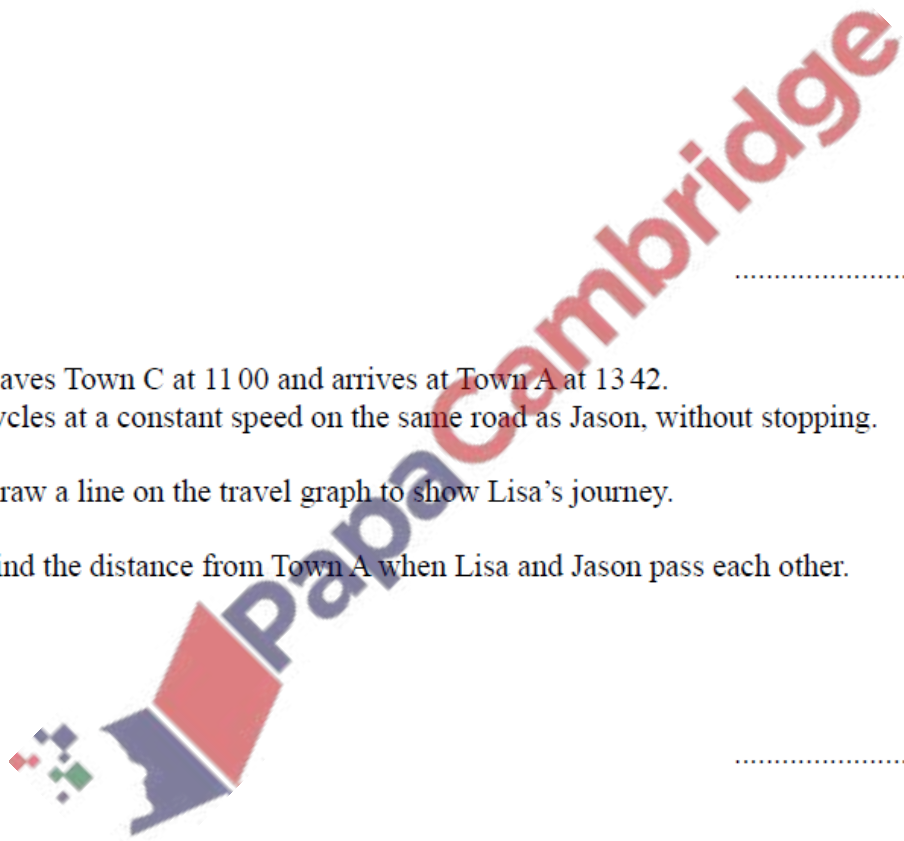 aves Town C at 11 00 and arrives at Town A at 13 42.
ycles at a constant speed on the same road as Jason, without stopping.
raw a line on the travel graph to show Lisa’s journey.
ind the distance from Town A when Lisa and Jason pass each other.
PapaCambridge